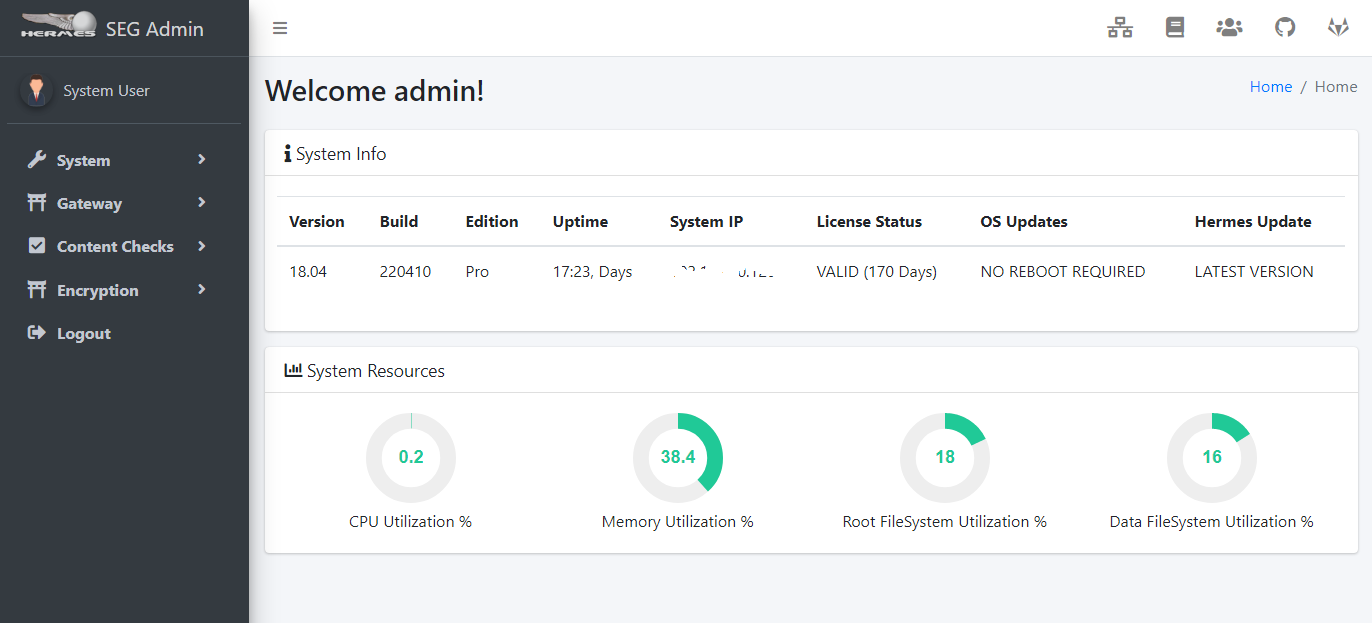 HERMES SEG Admin
System User
System
Gateway
Content Checks
Encryption
Logout
Welcome admin!
Home / Home
System Info
Version Build Edition Uptime System IP License Status OS Updates Hermes Update
18.04 220410 Pro 17:23, Days VALID (170 Days) NO REBOOT REQUIRED LATEST VERSION
System Resources
0.2 38.4 18 16
CPU Utilization % Memory Utilization % Root FileSystem Utilization % Data FileSystem Utilization %